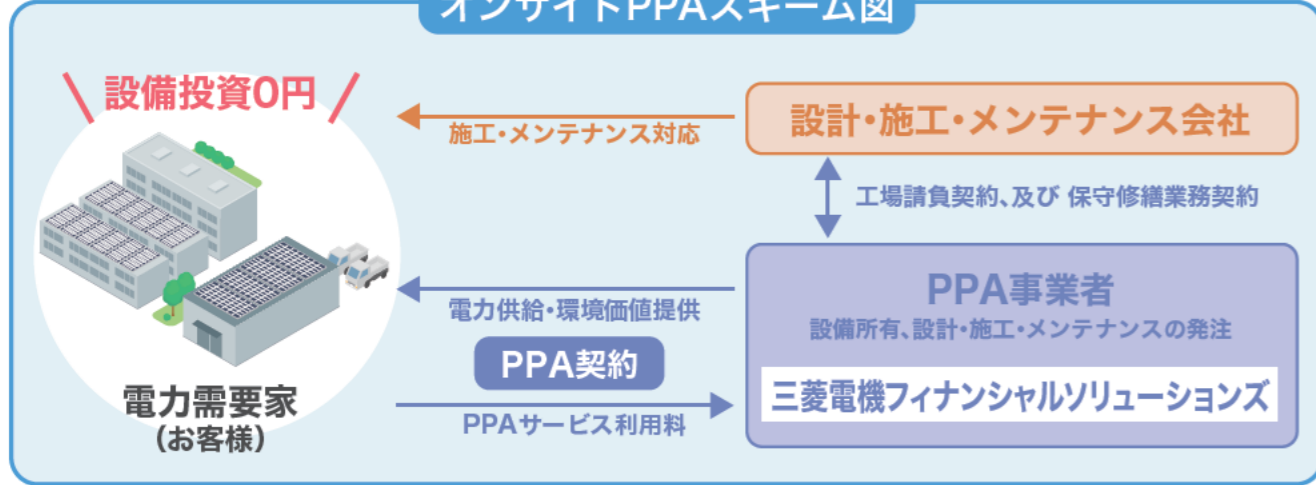 オンサイトPPAスキーム図
設備投資0円
設計・施工・メンテナンス会社
施工・メンテナンス対応
工場請負契約、及び 保守修繕業務契約
PPA事業者
設備所有、設計・施工・メンテナンスの発注
電力供給・環境価値提供
PPA契約
三菱電機フィナンシャルソリューションズ
PPAサービス利用料
電力需要家
(お客様)